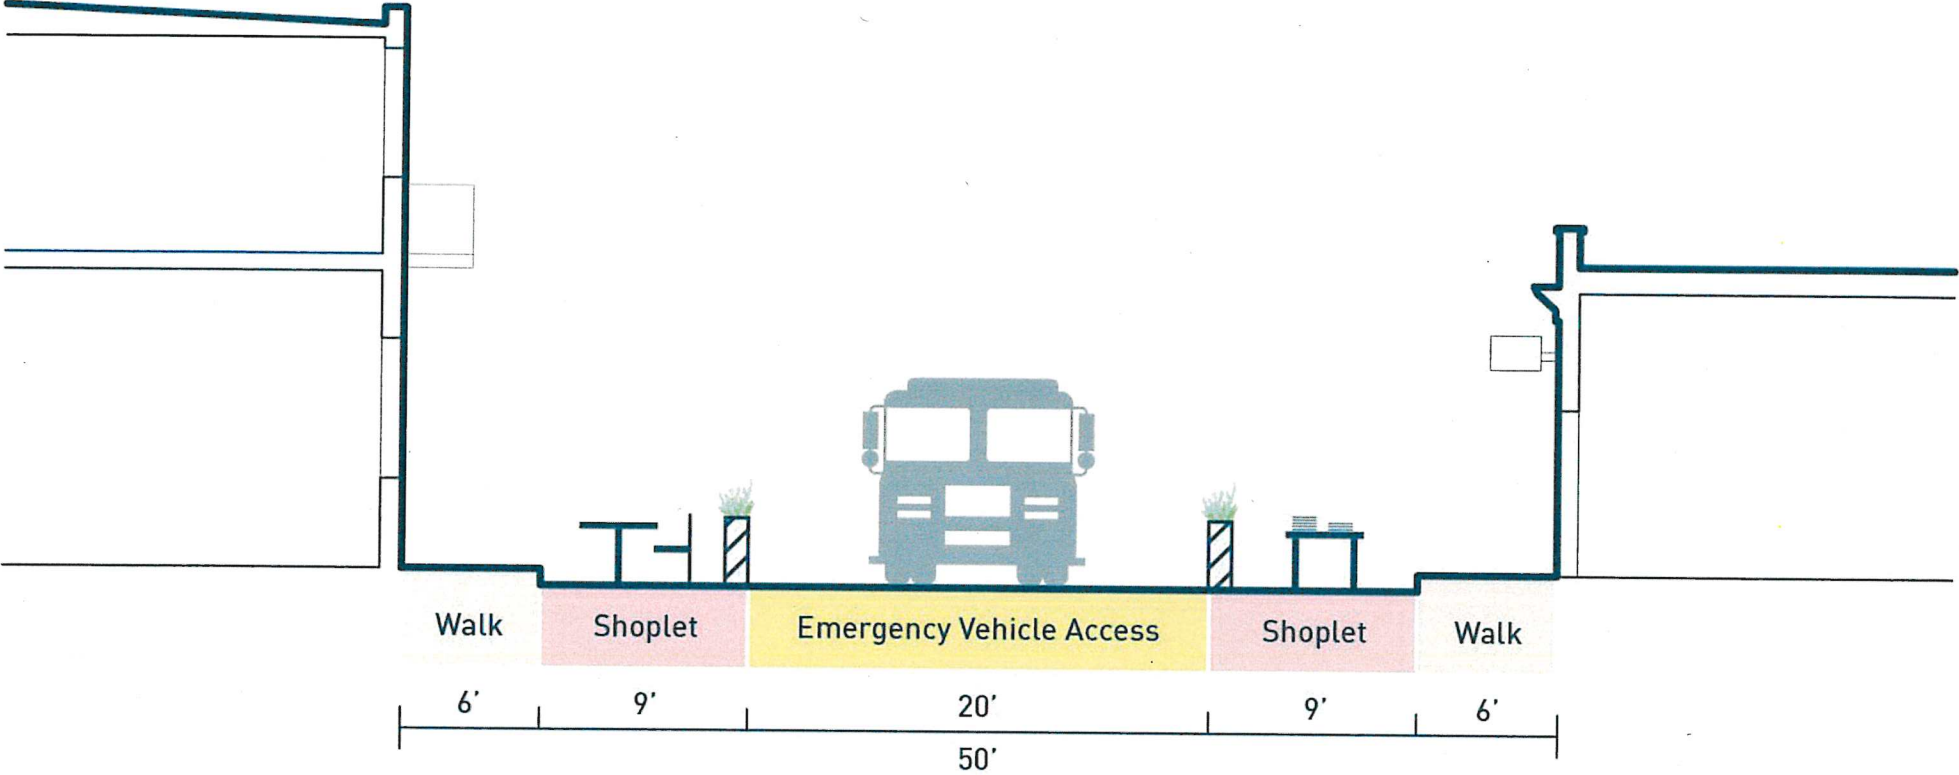 Walk
Shoplet
Emergency Vehicle Access
Shoplet
Walk
6’
9’
20’
9’
6’
50’